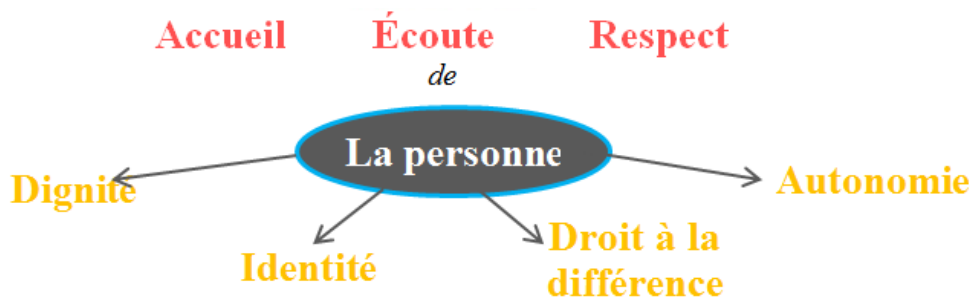 Accueil Écoute Respect
de
La personne
Dignité
Autonomie
Identité
Droit à la
différence